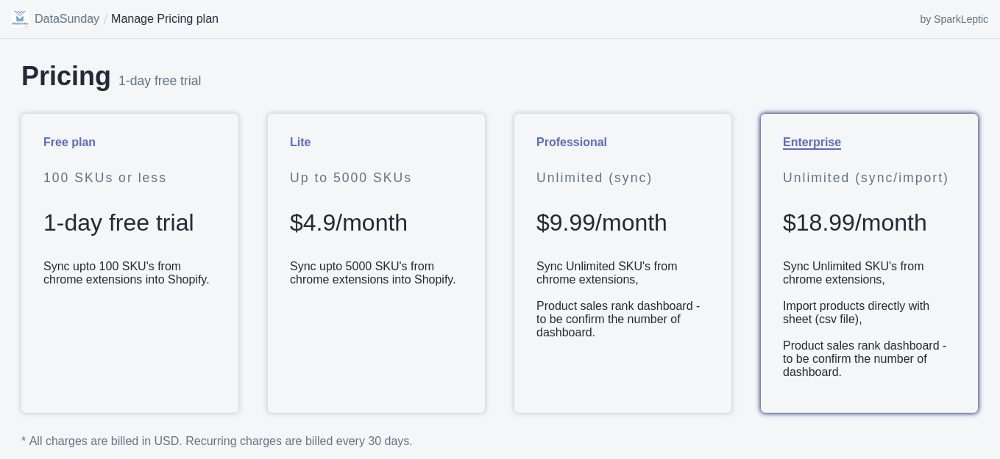 DataSunday / Manage Pricing plan
by SparkLeptic
Pricing 1-day free trial
Free plan
100 SKUs or less
1-day free trial
Sync upto 100 SKU's from
chrome extensions into Shopify.
Lite
Up to 5000 SKUs
$4.9/month
Sync upto 5000 SKU's from
chrome extensions into Shopify.
Professional
Unlimited (sync)
$9.99/month
Sync Unlimited SKU's from
chrome extensions,
Product sales rank dashboard -
to be confirm the number of
dashboard.
Enterprise
Unlimited (sync/import)
$18.99/month
Sync Unlimited SKU's from
chrome extensions,
Import products directly with
sheet (csv file),
Product sales rank dashboard -
to be confirm the number of
dashboard.
* All charges are billed in USD. Recurring charges are billed every 30 days.